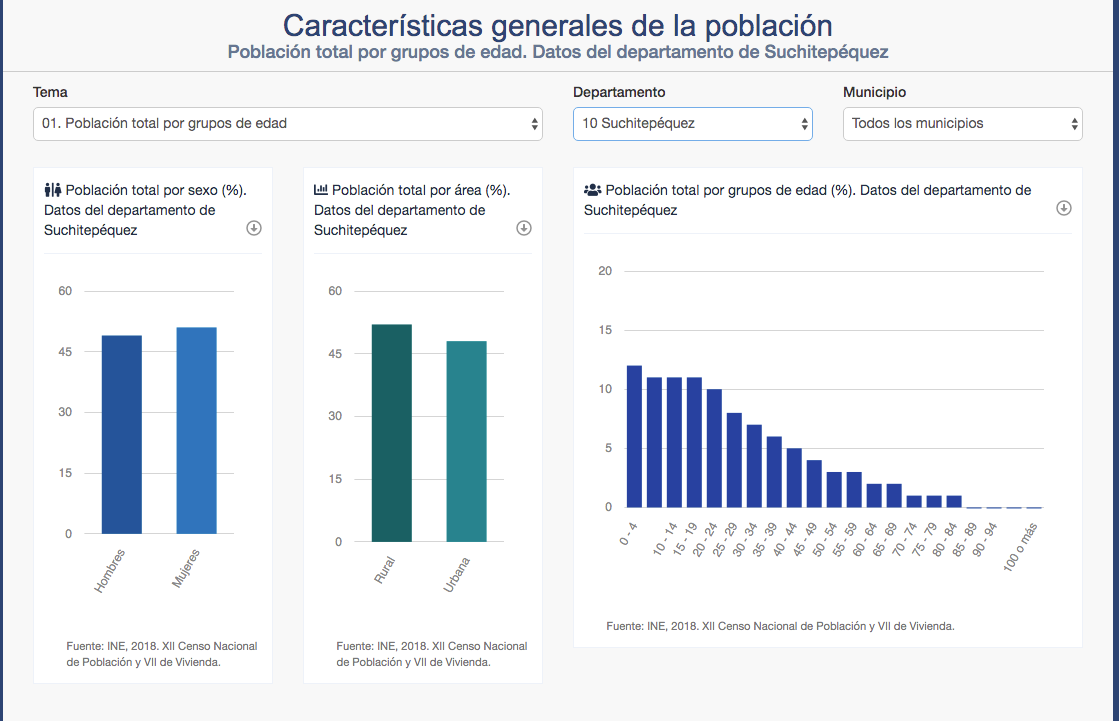 Características generales de la población
Población total por grupos de edad. Datos del departamento de Suchitepéquez
Tema
01. Población total por grupos de edad
Departamento
10 Suchitepéquez
Municipio
Todos los municipios
Población total por sexo (%).
Datos del departamento de
Suchitepéquez
60
45
30
15
0
Hombres
Mujeres
Fuente: INE, 2018. XII Censo Nacional
de Población y VII de Vivienda.
Población total por área (%).
Datos del departamento de
Suchitepéquez
60
45
30
15
0
Rural
Urbana
Fuente: INE, 2018. XII Censo Nacional
de Población y VII de Vivienda.
Población total por grupos de edad (%). Datos del departamento de
Suchitepéquez
20
15
10
5
0
0 - 4
10 - 14
15 - 19
20 - 24
25 - 29
30 - 34
35 - 39
40 - 44
45 - 49
50 - 54
55 - 59
60 - 64
65 - 69
70 - 74
75 - 79
80 - 84
85 - 89
90 - 94
100 o más
Fuente: INE, 2018. XII Censo Nacional de Población y VII de Vivienda.